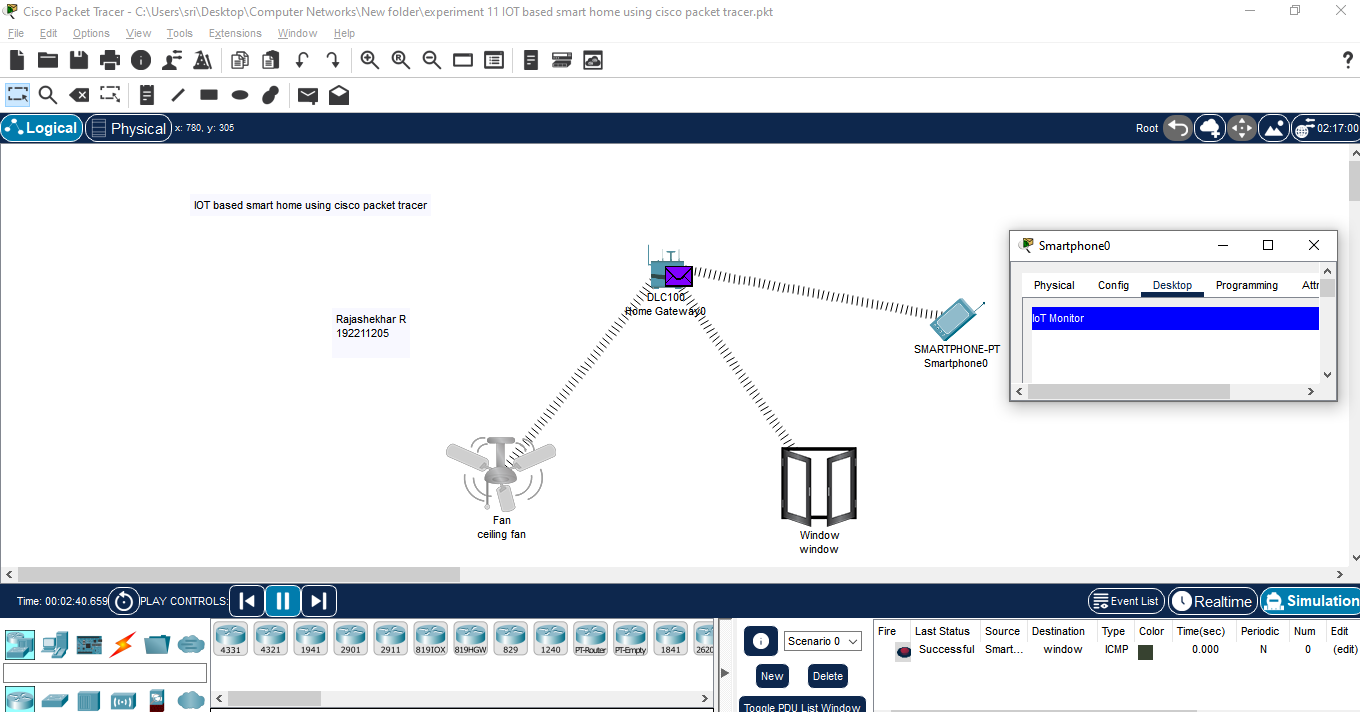 Cisco Packet Tracer - C:\Users\sri\Desktop\Computer Networks\New folder\experiment 11 IOT based smart home using cisco packet tracer.pkt
File Edit Options View Tools Extensions Window Help
?
Logical Physical x: 780, y: 305 Root 02:17:00
IOT based smart home using cisco packet tracer
Smartphone0
Physical Config Desktop Programming Attr
IoT Monitor
DLC100
Home Gateway0
Rajashekhar R
192211205
SMARTPHONE-PT
Smartphone0
Fan
ceiling fan
Window
window
Time: 00:02:40.659 PLAY CONTROLS: Event List Realtime Simulation
4331 4321 1941 2901 2911 819IOX 819HGW 829 1240 PT-Router PT-Empty 1841 2620
Scenario 0
New Delete
Toggle PDU List Window
Fire Last Status Source Destination Type Color Time(sec) Periodic Num Edit
Successful Smart... window ICMP 0.000 N 0 (edit)